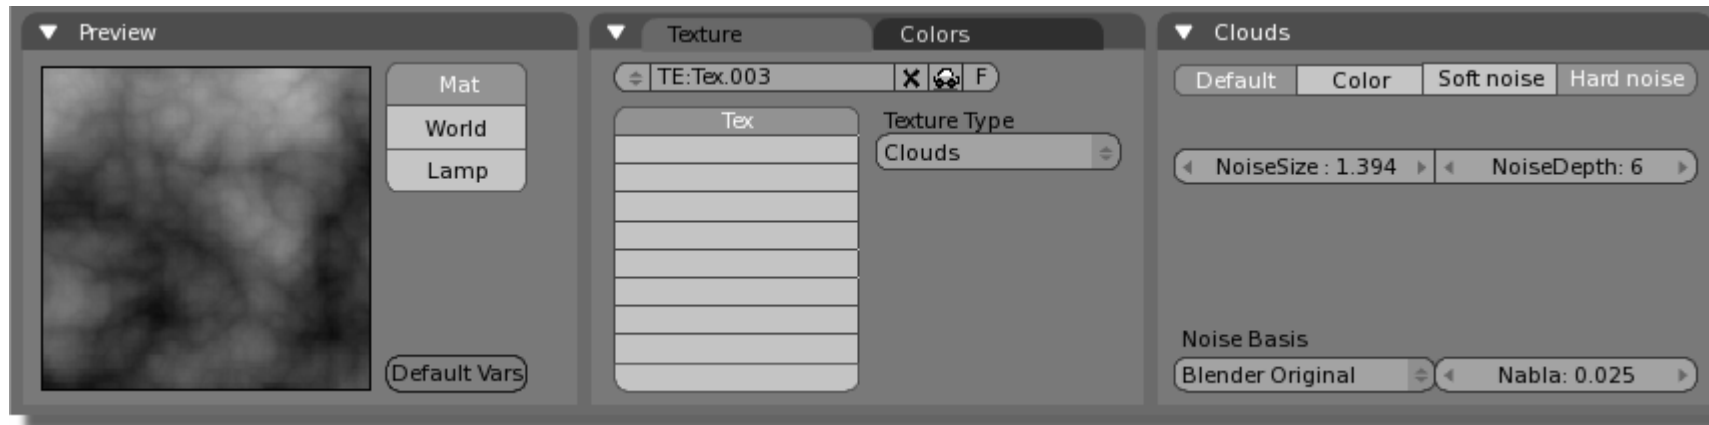 Preview
Mat
World
Lamp
Default Vars
Texture Colors
TE:Tex.003 F
Tex
Texture Type
Clouds
Clouds
Default Color Soft noise Hard noise
NoiseSize : 1.394 NoiseDepth: 6
Noise Basis
Blender Original Nabla: 0.025